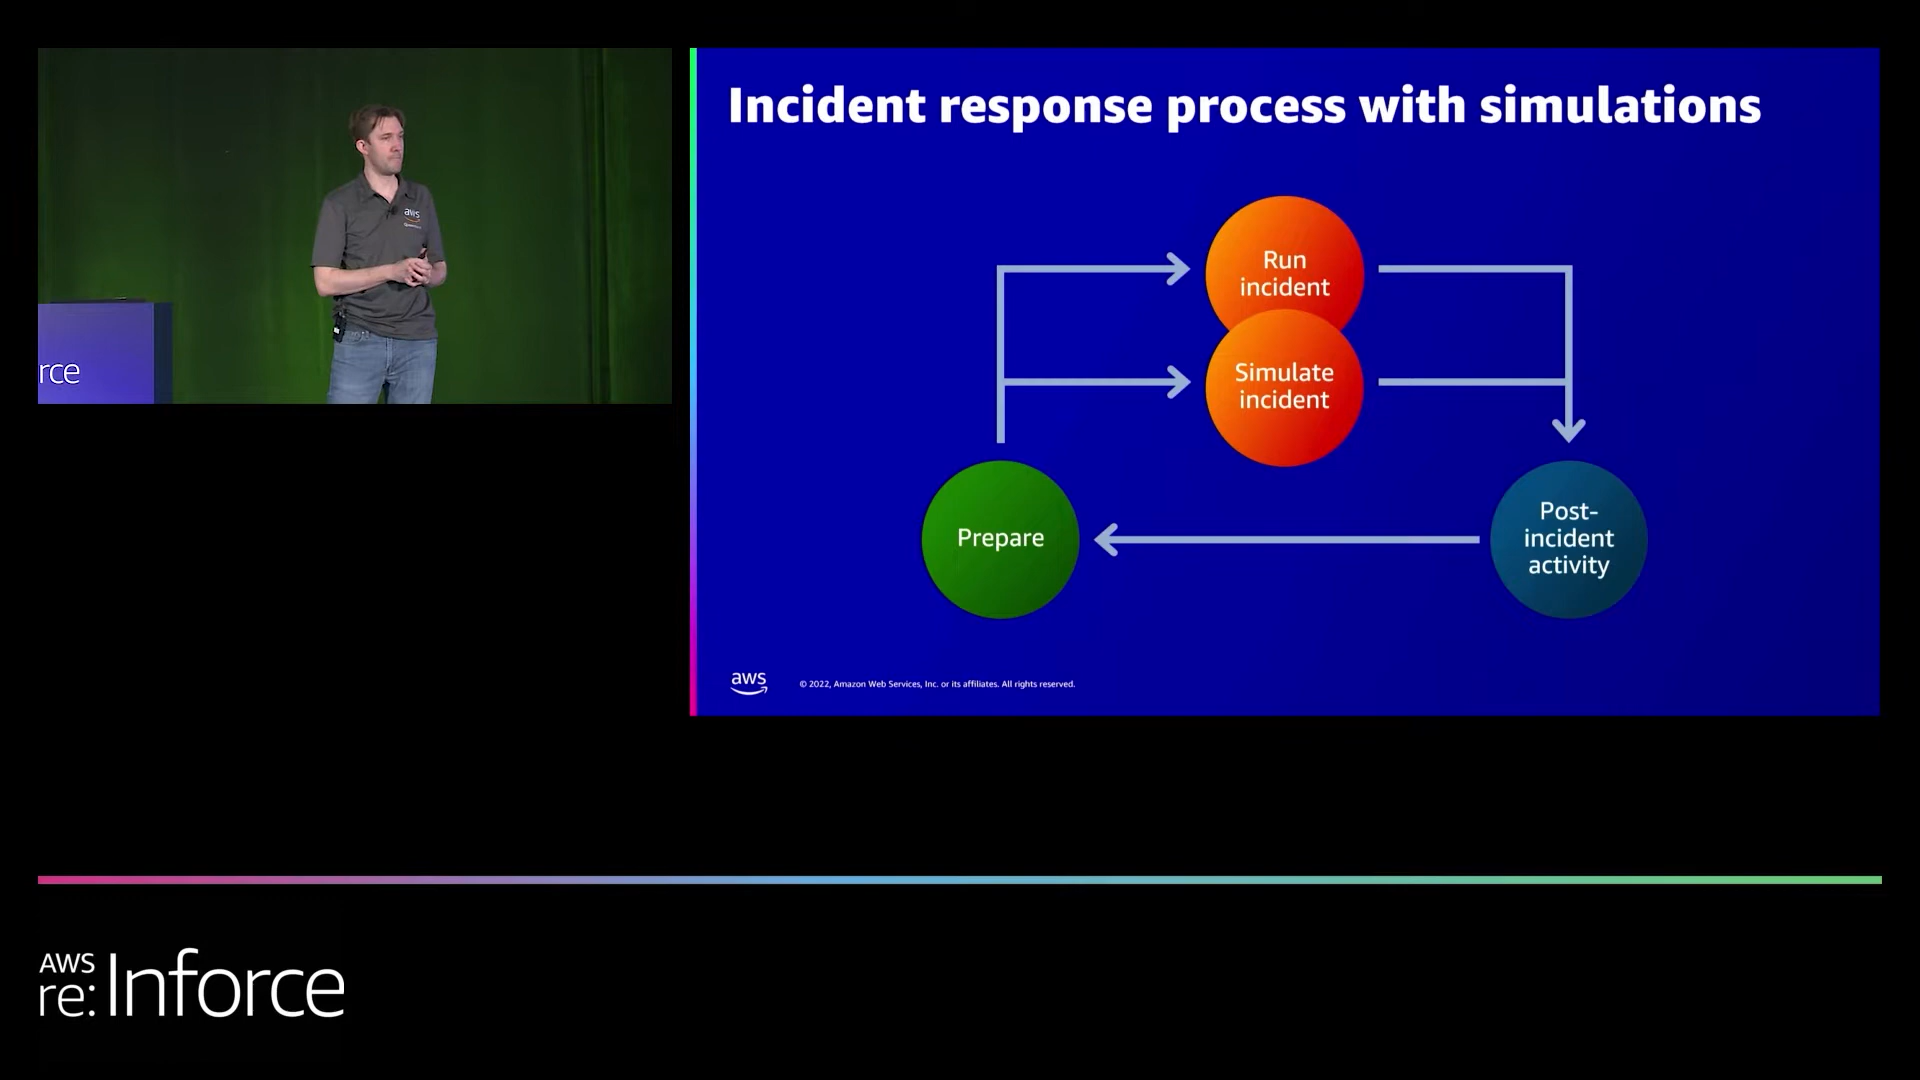 aws
rce
Incident response process with simulations
Run
incident
Simulate
incident
Prepare
Post-
incident
activity
aws
© 2022, Amazon Web Services, Inc. or its affiliates. All rights reserved.
AWS
re:Inforce